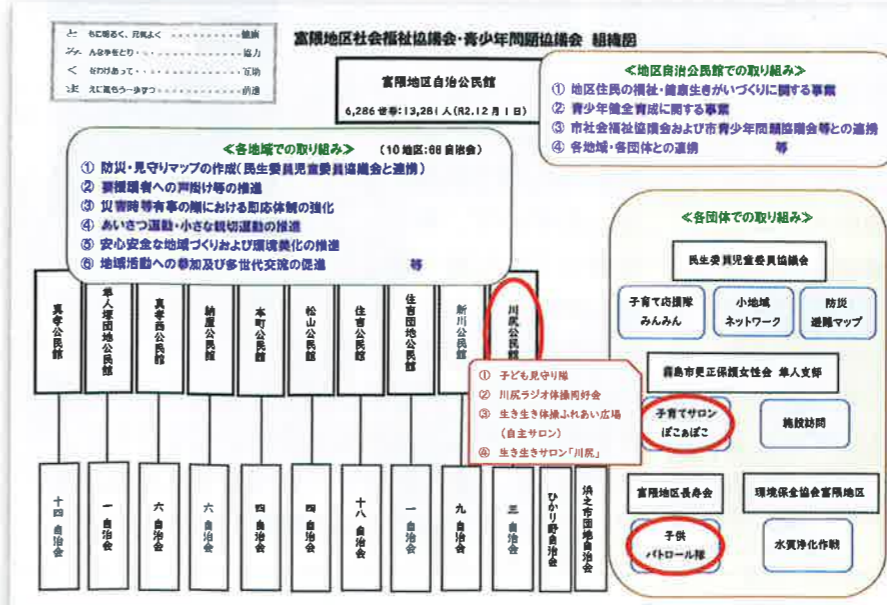 富隈地区社会福祉協議会・青少年問題協議会 組織図
と もに明るく、元気よく ・・・・・・・・・・ 健康
み んな手をとり・・・・・・・・・・・・・・ 協力
く をわけあって・・・・・・・・・・・・・・ 互助
ま えに進もう一歩ずつ・・・・・・・・・・ 前進
富隈地区自治公民館
6,286世帯:13,261人(R2.12月1日)
≪地区自治公民館での取り組み≫
① 地区住民の福祉・健康生きがいづくりに関する事業
② 青少年健全育成に関する事業
③ 市社会福祉協議会および市青少年問題協議会等との連携
④ 各地域・各団体との連携 等
≪各地域での取り組み≫ (10地区:68自治会)
① 防災・見守りマップの作成(民生委員児童委員協議会と連携)
② 要援護者への声掛け等の推進
③ 災害時等有事の際における即応体制の強化
④ あいさつ運動・小さな親切運動の推進
⑤ 安心安全な地域づくりおよび環境美化の推進
⑥ 地域活動への参加及び多世代交流の促進 等
真孝公民館
隼人塚団地公民館
真孝西公民館
納屋公民館
本町公民館
松山公民館
住吉公民館
住吉団地公民館
新川公民館
川尻公民館
① 子ども見守り隊
② 川尻ラジオ体操同好会
③ 生き生き体操ふれあい広場
(自主サロン)
④ 生き生きサロン「川尻」
十四自治会
一自治会
六自治会
六自治会
四自治会
四自治会
十八自治会
一自治会
九自治会
三自治会
ひかり野自治会
浜之市団地自治会
≪各団体での取り組み≫
民生委員児童委員協議会
子育て応援隊
みんみん
小地域
ネットワーク
防災
避難マップ
霧島市更正保護女性会 隼人支部
子育てサロン
ぽこぁぽこ
施設訪問
富隈地区長寿会
環境保全協会富隈地区
子供
パトロール隊
水質浄化作戦